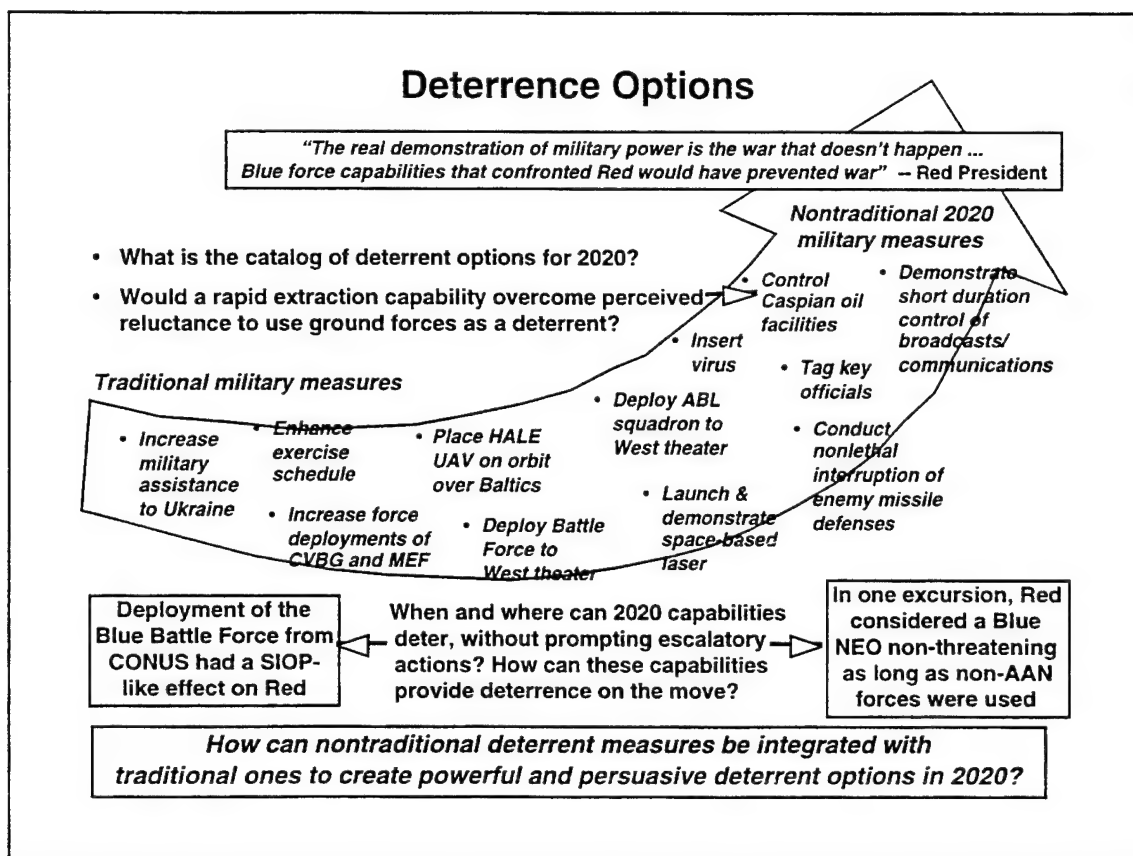 Deterrence Options
"The real demonstration of military power is the war that doesn't happen ...
Blue force capabilities that confronted Red would have prevented war" -- Red President
• What is the catalog of deterrent options for 2020?
• Would a rapid extraction capability overcome perceived
reluctance to use ground forces as a deterrent?
Nontraditional 2020
military measures
Traditional military measures
• Increase
military
assistance
to Ukraine
• Enhance
exercise
schedule
• Increase force
deployments of
CVBG and MEF
• Place HALE
UAV on orbit
over Baltics
• Deploy Battle
Force to
West theater
• Insert
virus
• Deploy ABL
squadron to
West theater
• Launch &
demonstrate
space-based
laser
• Control
Caspian oil
facilities
• Tag key
officials
• Conduct
nonlethal
interruption of
enemy missile
defenses
• Demonstrate
short duration
control of
broadcasts/
communications
Deployment of the
Blue Battle Force from
CONUS had a SIOP-
like effect on Red
When and where can 2020 capabilities
deter, without prompting escalatory
actions? How can these capabilities
provide deterrence on the move?
In one excursion, Red
considered a Blue
NEO non-threatening
as long as non-AAN
forces were used
How can nontraditional deterrent measures be integrated with
traditional ones to create powerful and persuasive deterrent options in 2020?